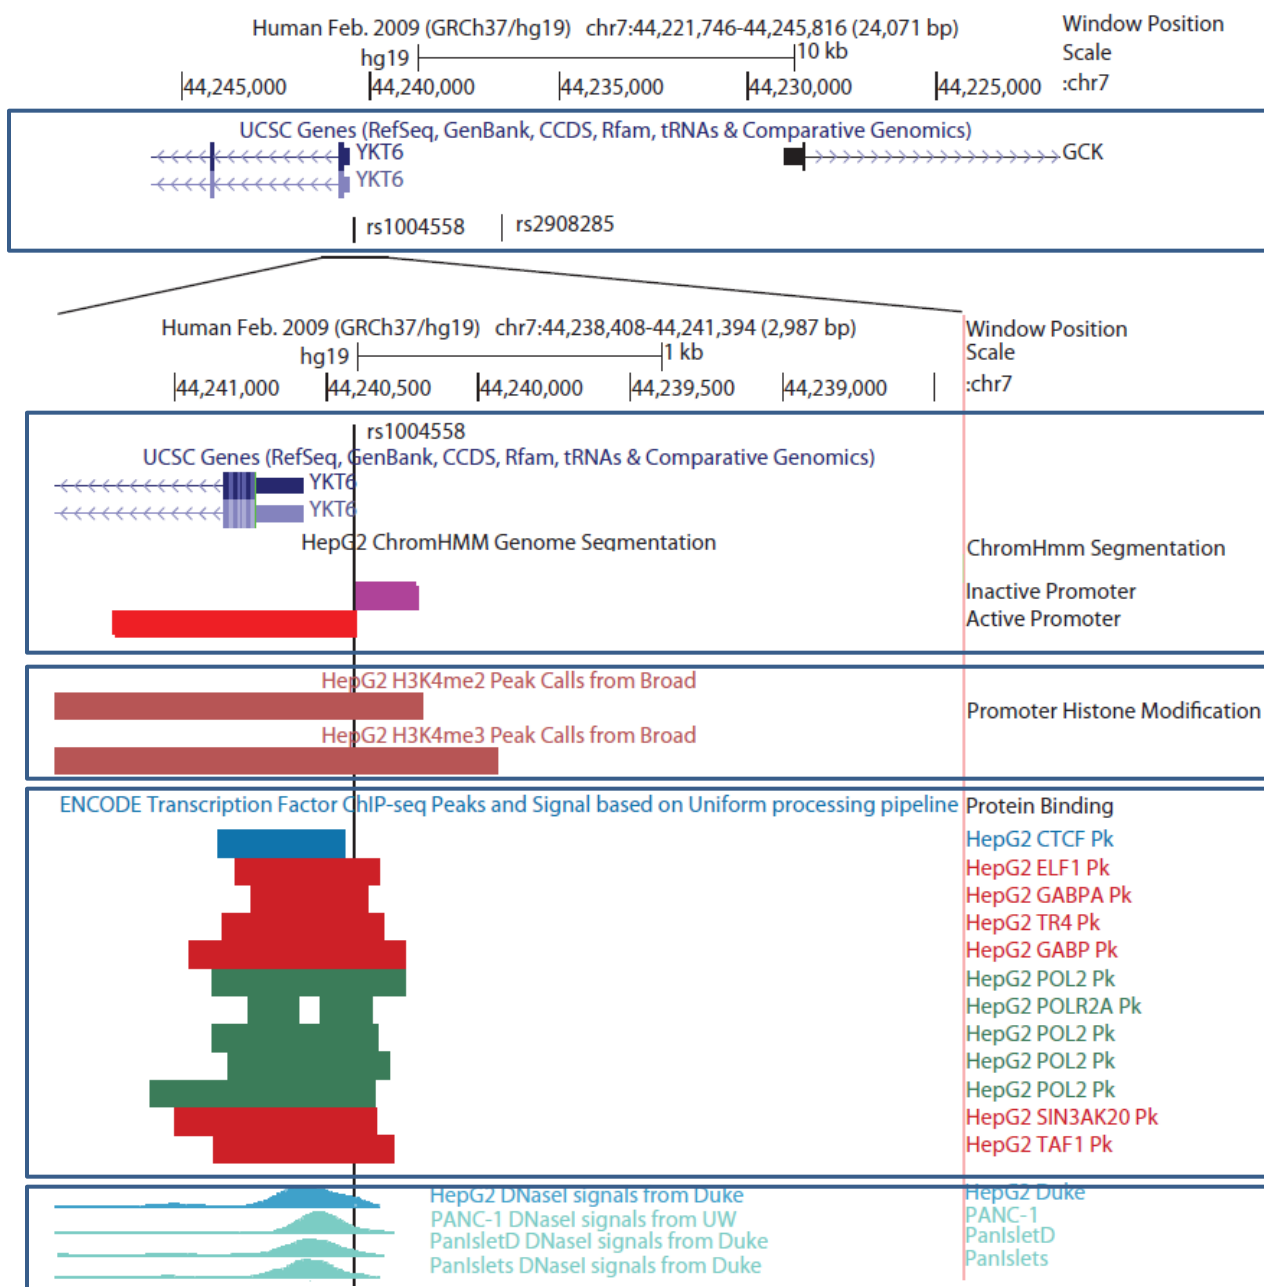 Human Feb. 2009 (GRCh37/hg19) chr7:44,221,746-44,245,816 (24,071 bp) Window Position
hg19 10 kb Scale
44,245,000 44,240,000 44,235,000 44,230,000 44,225,000 :chr7
UCSC Genes (RefSeq, GenBank, CCDS, Rfam, tRNAs & Comparative Genomics)
YKT6 GCK
YKT6
rs1004558 rs2908285
Human Feb. 2009 (GRCh37/hg19) chr7:44,238,408-44,241,394 (2,987 bp) Window Position
hg19 1 kb Scale
44,241,000 44,240,500 44,240,000 44,239,500 44,239,000 :chr7
rs1004558
UCSC Genes (RefSeq, GenBank, CCDS, Rfam, tRNAs & Comparative Genomics)
YKT6
YKT6
HepG2 ChromHMM Genome Segmentation ChromHmm Segmentation
Inactive Promoter
Active Promoter
HepG2 H3K4me2 Peak Calls from Broad
Promoter Histone Modification
HepG2 H3K4me3 Peak Calls from Broad
ENCODE Transcription Factor ChIP-seq Peaks and Signal based on Uniform processing pipeline Protein Binding
HepG2 CTCF Pk
HepG2 ELF1 Pk
HepG2 GABPA Pk
HepG2 TR4 Pk
HepG2 GABP Pk
HepG2 POL2 Pk
HepG2 POLR2A Pk
HepG2 POL2 Pk
HepG2 POL2 Pk
HepG2 POL2 Pk
HepG2 SIN3AK20 Pk
HepG2 TAF1 Pk
HepG2 DNaseI signals from Duke HepG2 Duke
PANC-1 DNaseI signals from UW PANC-1
PanIsletD DNaseI signals from Duke PanIsletD
PanIslets DNaseI signals from Duke PanIslets